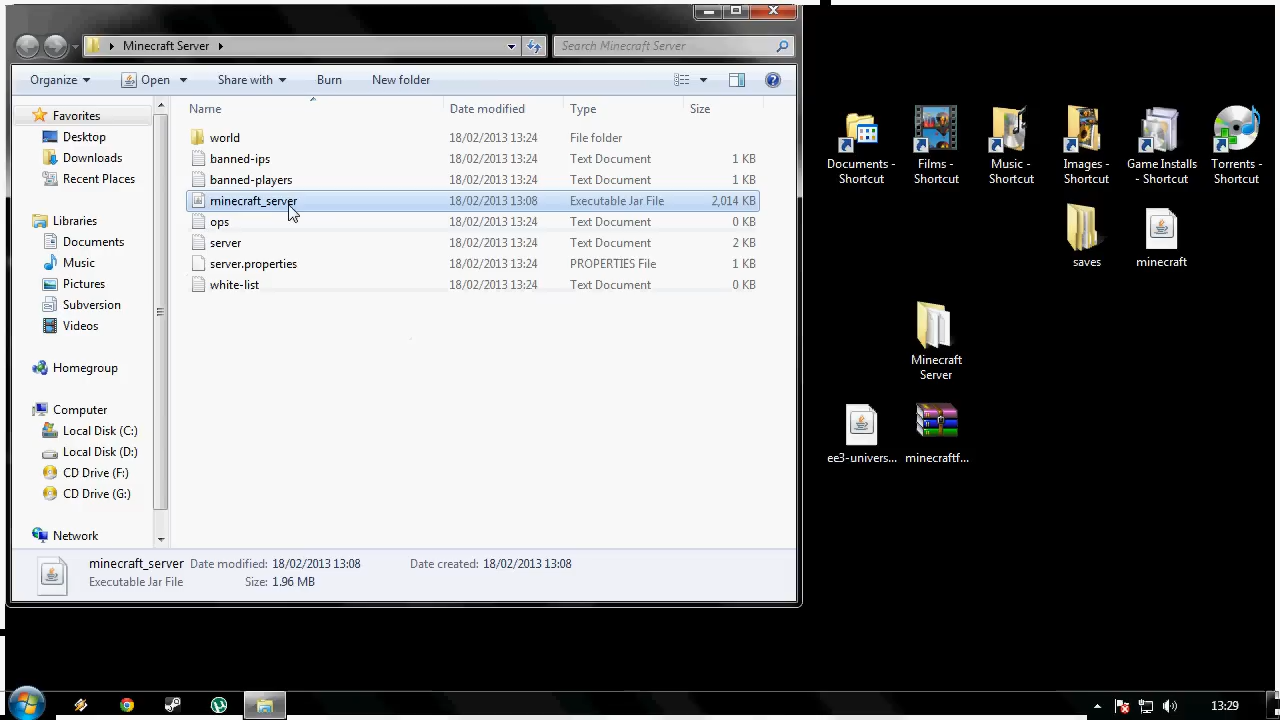 Minecraft Server
Search Minecraft Server
Organize Open Share with Burn New folder
Name Date modified Type Size
world 18/02/2013 13:24 File folder
banned-ips 18/02/2013 13:24 Text Document 1 KB
banned-players 18/02/2013 13:24 Text Document 1 KB
minecraft_server 18/02/2013 13:08 Executable Jar File 2,014 KB
ops 18/02/2013 13:24 Text Document 0 KB
server 18/02/2013 13:24 Text Document 2 KB
server.properties 18/02/2013 13:24 PROPERTIES File 1 KB
white-list 18/02/2013 13:24 Text Document 0 KB
Favorites
Desktop
Downloads
Recent Places
Libraries
Documents
Music
Pictures
Subversion
Videos
Homegroup
Computer
Local Disk (C:)
Local Disk (D:)
CD Drive (F:)
CD Drive (G:)
Network
minecraft_server Date modified: 18/02/2013 13:08 Date created: 18/02/2013 13:08
Executable Jar File Size: 1.96 MB
Documents -
Shortcut
Films -
Shortcut
Music -
Shortcut
Images -
Shortcut
Game Installs
- Shortcut
Torrents -
Shortcut
saves
minecraft
Minecraft
Server
ee3-univers...
minecraftf...
13:29